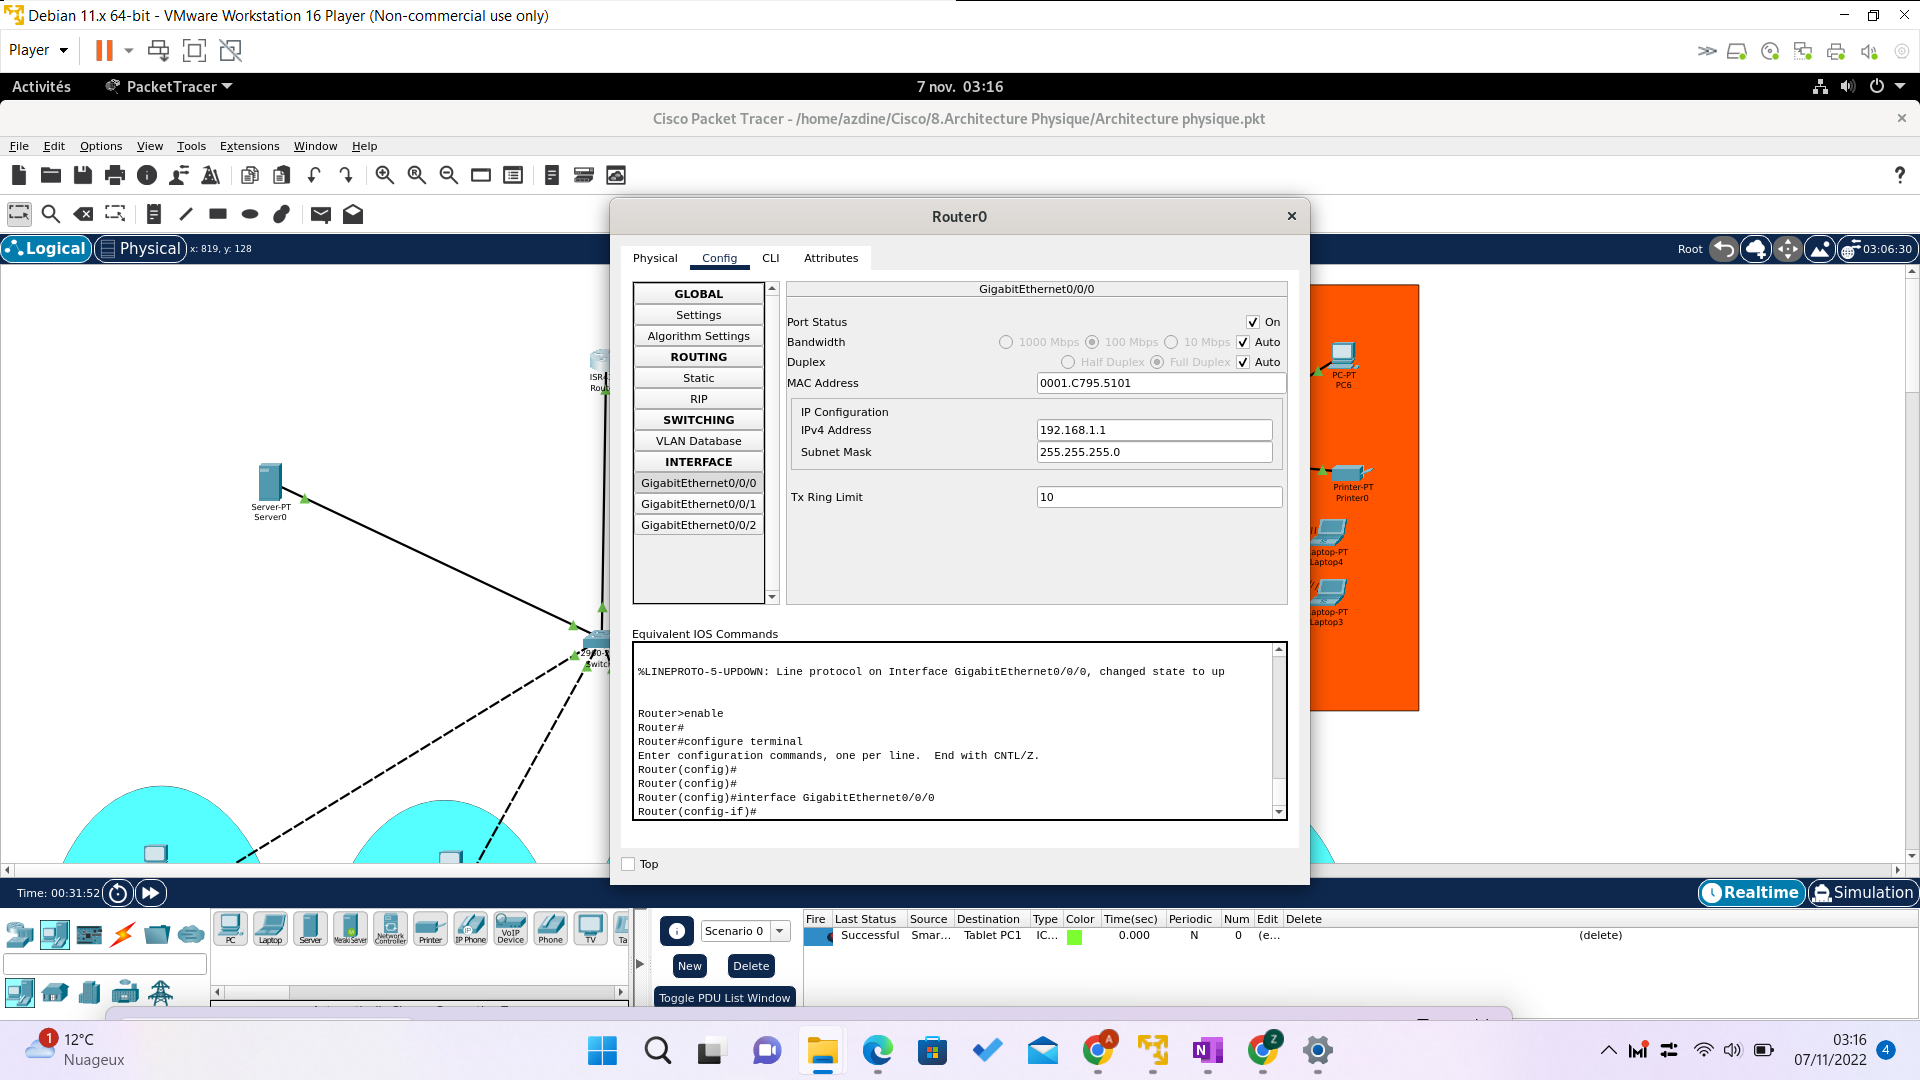 Debian 11.x 64-bit - VMware Workstation 16 Player (Non-commercial use only)
Player
Activités
PacketTracer
7 nov. 03:16
Cisco Packet Tracer - /home/azdine/Cisco/8.Architecture Physique/Architecture physique.pkt
File Edit Options View Tools Extensions Window Help
Logical
Physical
x: 819, y: 128
Root
03:06:30
Router0
Physical
Config
CLI
Attributes
GLOBAL
Settings
Algorithm Settings
ROUTING
Static
RIP
SWITCHING
VLAN Database
INTERFACE
GigabitEthernet0/0/0
GigabitEthernet0/0/1
GigabitEthernet0/0/2
GigabitEthernet0/0/0
Port Status
On
Bandwidth
1000 Mbps
100 Mbps
10 Mbps
Auto
Duplex
Half Duplex
Full Duplex
Auto
MAC Address
0001.C795.5101
IP Configuration
IPv4 Address
192.168.1.1
Subnet Mask
255.255.255.0
Tx Ring Limit
10
Equivalent IOS Commands
%LINEPROTO-5-UPDOWN: Line protocol on Interface GigabitEthernet0/0/0, changed state to up
Router>enable
Router#
Router#configure terminal
Enter configuration commands, one per line. End with CNTL/Z.
Router(config)#
Router(config)#
Router(config)#interface GigabitEthernet0/0/0
Router(config-if)#
Top
Server-PT
Server0
PC-PT
PC6
Printer-PT
Printer0
aptop-PT
Laptop4
aptop-PT
Laptop3
Time: 00:31:52
Realtime
Simulation
PC
Laptop
Server
Meraki Server
Network Controller
Printer
IP Phone
VoIP Device
Phone
TV
Ta
Scenario 0
New
Delete
Toggle PDU List Window
Fire Last Status Source Destination Type Color Time(sec) Periodic Num Edit Delete
Successful Smar... Tablet PC1 IC... 0.000 N 0 (e... (delete)
1
12°C
Nuageux
A
Z
N
03:16
07/11/2022
4